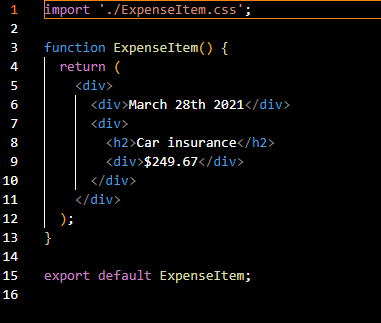 1 import './ExpenseItem.css';
2
3 function ExpenseItem() {
4   return (
5     <div>
6       <div>March 28th 2021</div>
7       <div>
8         <h2>Car insurance</h2>
9         <div>$249.67</div>
10       </div>
11     </div>
12   );
13 }
14
15 export default ExpenseItem;
16